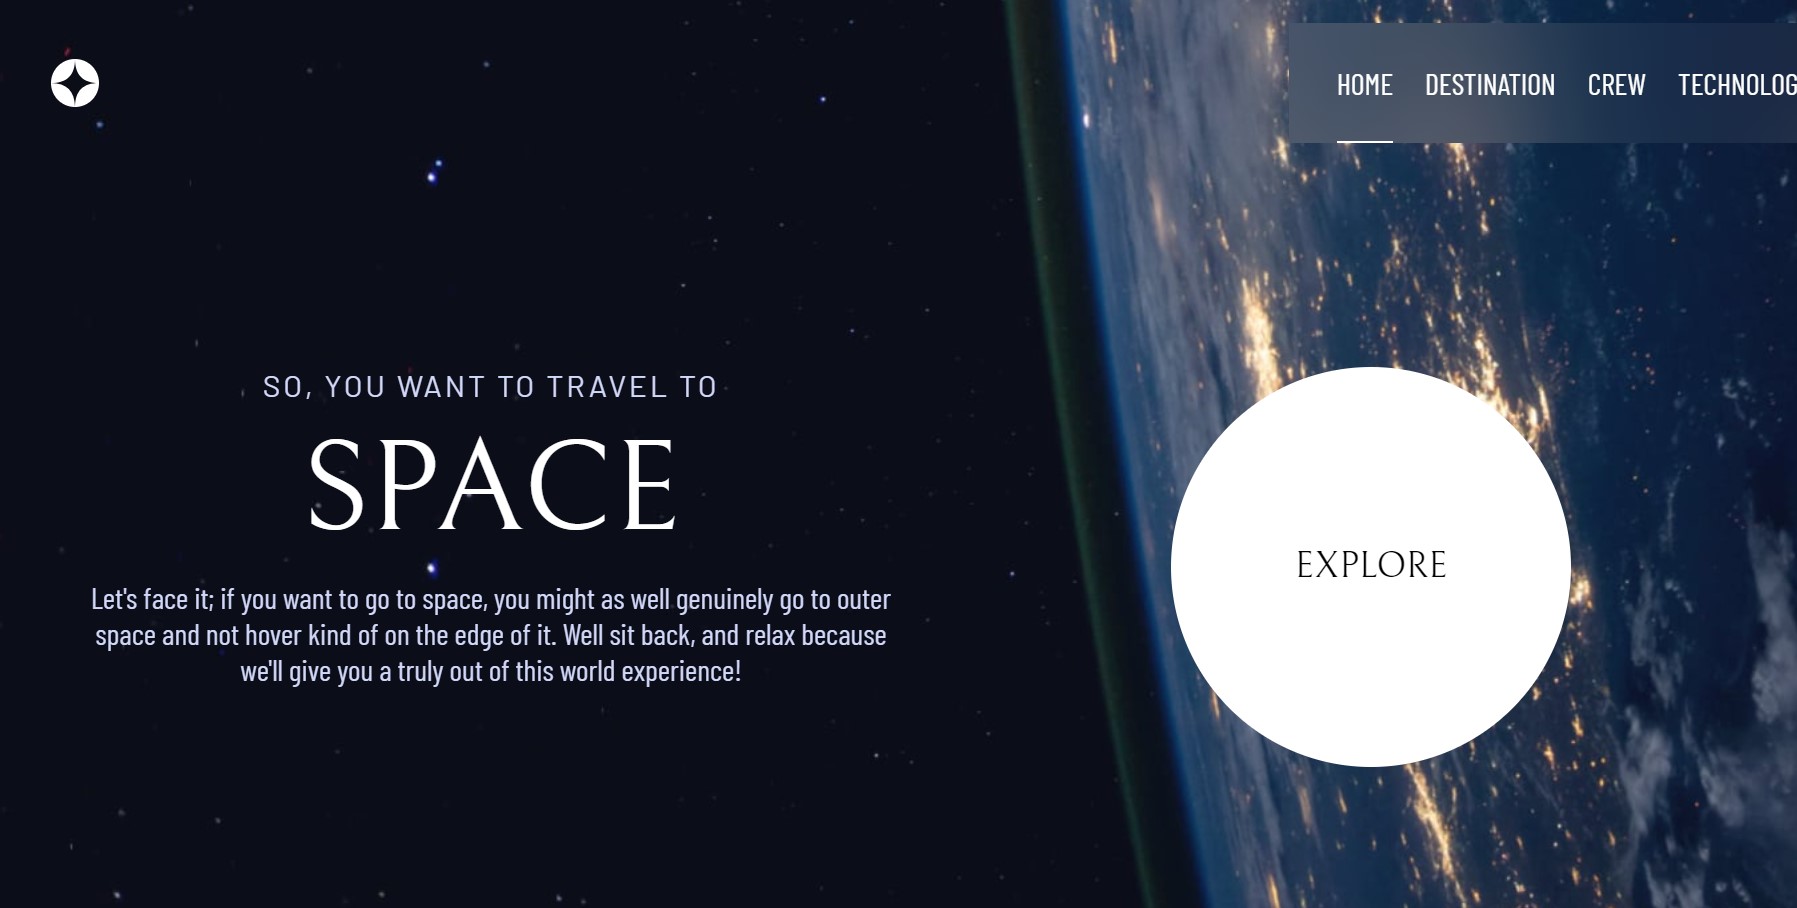 HOME DESTINATION CREW TECHNOLOG
SO, YOU WANT TO TRAVEL TO
SPACE
Let's face it; if you want to go to space, you might as well genuinely go to outer
space and not hover kind of on the edge of it. Well sit back, and relax because
we'll give you a truly out of this world experience!
EXPLORE